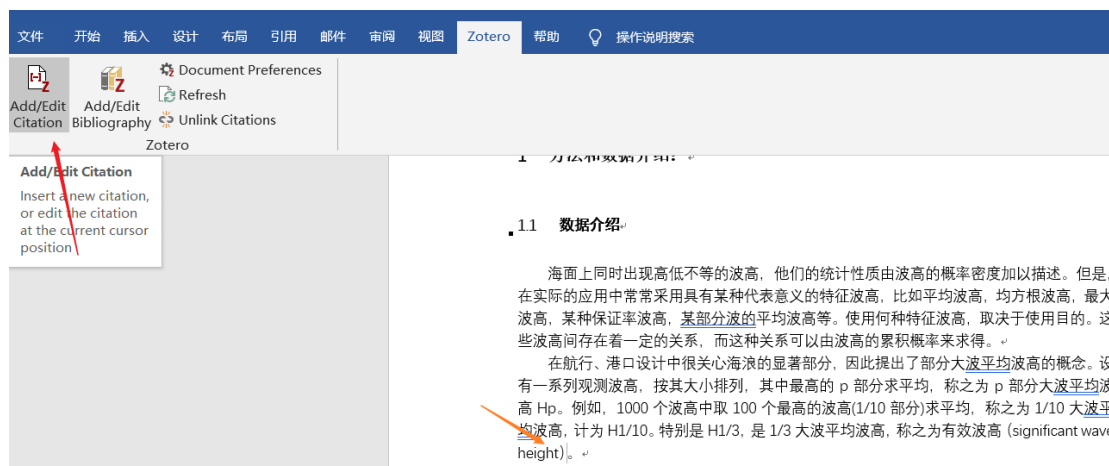 文件 开始 插入 设计 布局 引用 邮件 审阅 视图 Zotero 帮助 操作说明搜索
Add/Edit Citation
Add/Edit Bibliography
Document Preferences
Refresh
Unlink Citations
Zotero
Add/Edit Citation
Insert a new citation,
or edit the citation
at the current cursor
position
1 方法和数据介绍:
1.1 数据介绍
海面上同时出现高低不等的波高，他们的统计性质由波高的概率密度加以描述。但是，
在实际的应用中常常采用具有某种代表意义的特征波高，比如平均波高，均方根波高，最大
波高，某种保证率波高，某部分波的平均波高等。使用何种特征波高，取决于使用目的。这
些波高间存在着一定的关系，而这种关系可以由波高的累积概率来求得。
在航行、港口设计中很关心海浪的显著部分，因此提出了部分大波平均波高的概念。设
有一系列观测波高，按其大小排列，其中最高的 p 部分求平均，称之为 p 部分大波平均波
高 Hp。例如，1000 个波高中取 100 个最高的波高(1/10 部分)求平均，称之为 1/10 大波平
均波高，计为 H1/10。特别是 H1/3，是 1/3 大波平均波高，称之为有效波高（significant wave
height）。